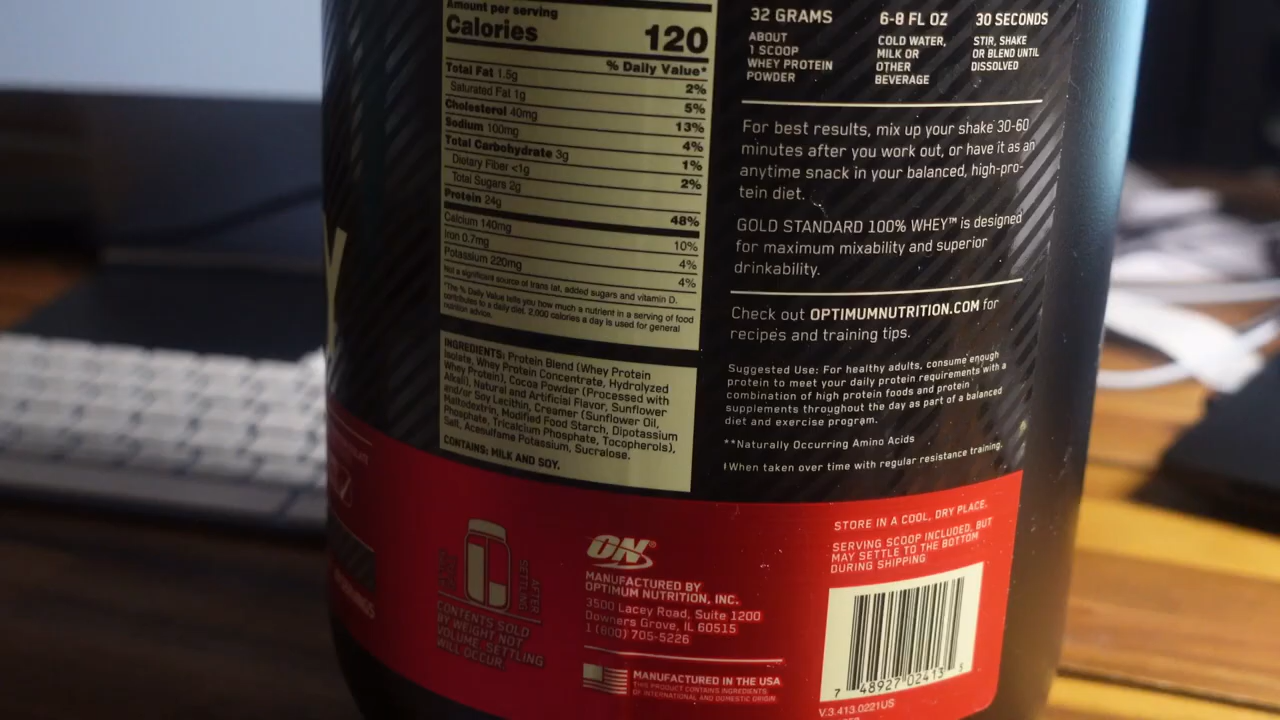 Amount per serving
Calories 120
% Daily Value*
Total Fat 1.5g 2%
Saturated Fat 1g 5%
Cholesterol 40mg 13%
Sodium 100mg 4%
Total Carbohydrate 3g 1%
Dietary Fiber <1g 2%
Total Sugars 2g
Protein 24g 48%
Calcium 140mg 10%
Iron 0.7mg 4%
Potassium 220mg 4%
Not a significant source of trans fat, added sugars and vitamin D.
*The % Daily Value tells you how much a nutrient in a serving of food
contributes to a daily diet. 2,000 calories a day is used for general
nutrition advice.
INGREDIENTS: Protein Blend (Whey Protein
Isolate, Whey Protein Concentrate, Hydrolyzed
Whey Protein), Cocoa Powder (Processed with
Alkali), Natural and Artificial Flavor, Sunflower
and/or Soy Lecithin, Creamer (Sunflower Oil,
Maltodextrin, Modified Food Starch, Dipotassium
Phosphate, Tricalcium Phosphate, Tocopherols),
Salt, Acesulfame Potassium, Sucralose.
CONTAINS: MILK AND SOY.
32 GRAMS
ABOUT
1 SCOOP
WHEY PROTEIN
POWDER
6-8 FL OZ
COLD WATER,
MILK OR
OTHER
BEVERAGE
30 SECONDS
STIR, SHAKE
OR BLEND UNTIL
DISSOLVED
For best results, mix up your shake 30-60
minutes after you work out, or have it as an
anytime snack in your balanced, high-pro-
tein diet.
GOLD STANDARD 100% WHEY™ is designed
for maximum mixability and superior
drinkability.
Check out OPTIMUMNUTRITION.COM for
recipes and training tips.
Suggested Use: For healthy adults, consume enough
protein to meet your daily protein requirements with a
combination of high protein foods and protein
supplements throughout the day as part of a balanced
diet and exercise program.
**Naturally Occurring Amino Acids
ǂWhen taken over time with regular resistance training.
Y
AFTER
SETTLING
CONTENTS SOLD
BY WEIGHT NOT
VOLUME. SETTLING
WILL OCCUR.
ON®
MANUFACTURED BY
OPTIMUM NUTRITION, INC.
3500 Lacey Road, Suite 1200
Downers Grove, IL 60515
1 (600) 705-5226
MANUFACTURED IN THE USA
THIS PRODUCT CONTAINS INGREDIENTS
OF INTERNATIONAL AND DOMESTIC ORIGIN
STORE IN A COOL, DRY PLACE.
SERVING SCOOP INCLUDED, BUT
MAY SETTLE TO THE BOTTOM
DURING SHIPPING
7 48927 02413 5
V.3.413.0221US